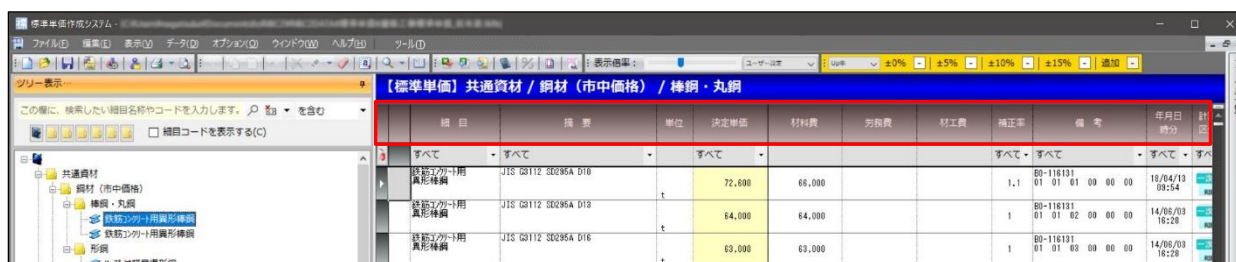 標準単価作成システム -
ファイル(F) 編集(E) 表示(V) データ(D) オプション(O) ウインドウ(W) ヘルプ(H) ツール(T)
表示倍率: ユーザー設定 Up率 ±0% ±5% ±10% ±15% 追加
ツリー表示…
【標準単価】共通資材 / 鋼材(市中価格) / 棒鋼・丸鋼
この欄に、検索したい細目名称やコードを入力します。 を含む
細目コードを表示する(C)
細 目 摘 要 単位 決定単価 材料費 労務費 材工費 補正率 備 考 年月日 時分
すべて すべて すべて すべて すべて すべて
共通資材
鋼材(市中価格)
棒鋼・丸鋼
鉄筋コンクリート用異形棒鋼
鉄筋コンクリート用異形棒鋼
形鋼
鉄筋コンクリート用 異形棒鋼 JIS G3112 SD295A D10 t 72,600 66,000 1.1 B0-116131 01 01 01 00 00 00 18/04/13 09:54
鉄筋コンクリート用 異形棒鋼 JIS G3112 SD295A D13 t 64,000 64,000 1 B0-116131 01 01 02 00 00 00 14/06/03 16:28
鉄筋コンクリート用 異形棒鋼 JIS G3112 SD295A D16 t 63,000 63,000 1 B0-116131 01 01 03 00 00 00 14/06/03 16:28